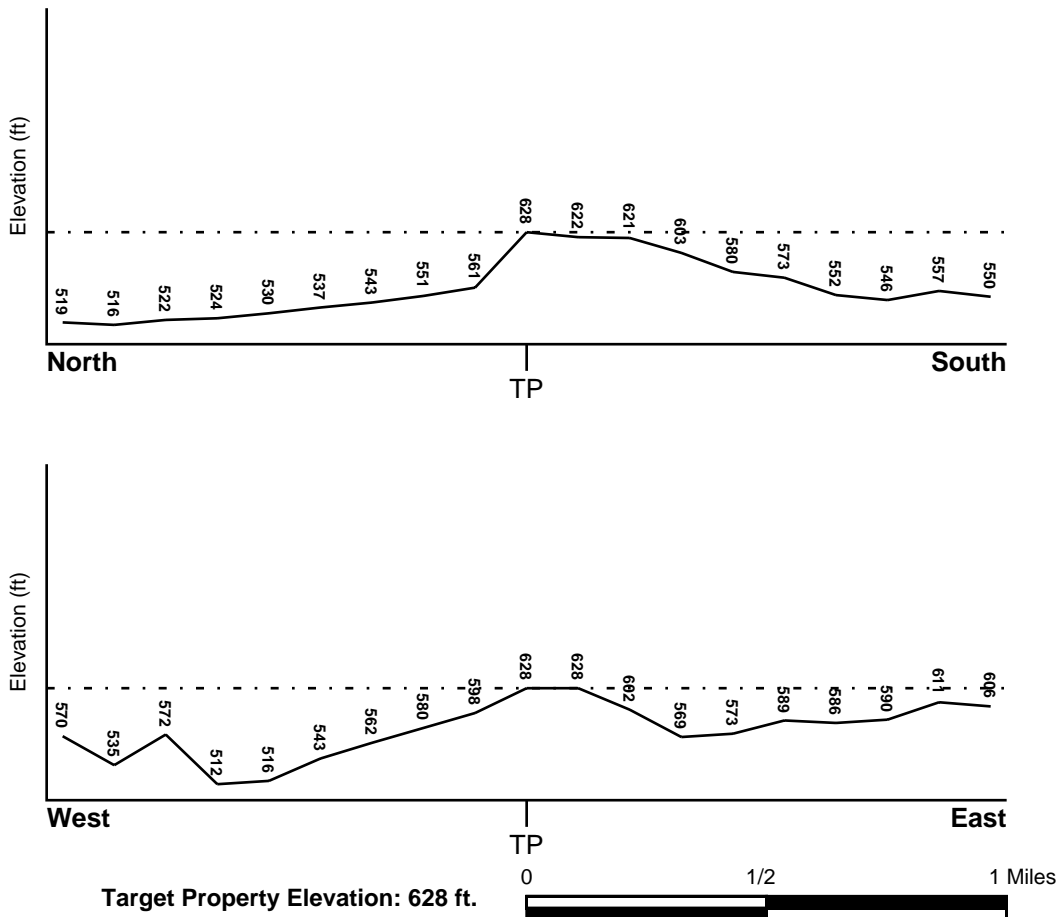 Elevation (ft)
519 516 522 524 530 537 543 551 561 628 622 621 603 580 573 552 546 557 550
North South
TP
Elevation (ft)
570 535 572 512 516 543 562 580 598 628 628 602 569 573 589 586 590 611 606
West East
TP
Target Property Elevation: 628 ft.
0 1/2 1 Miles